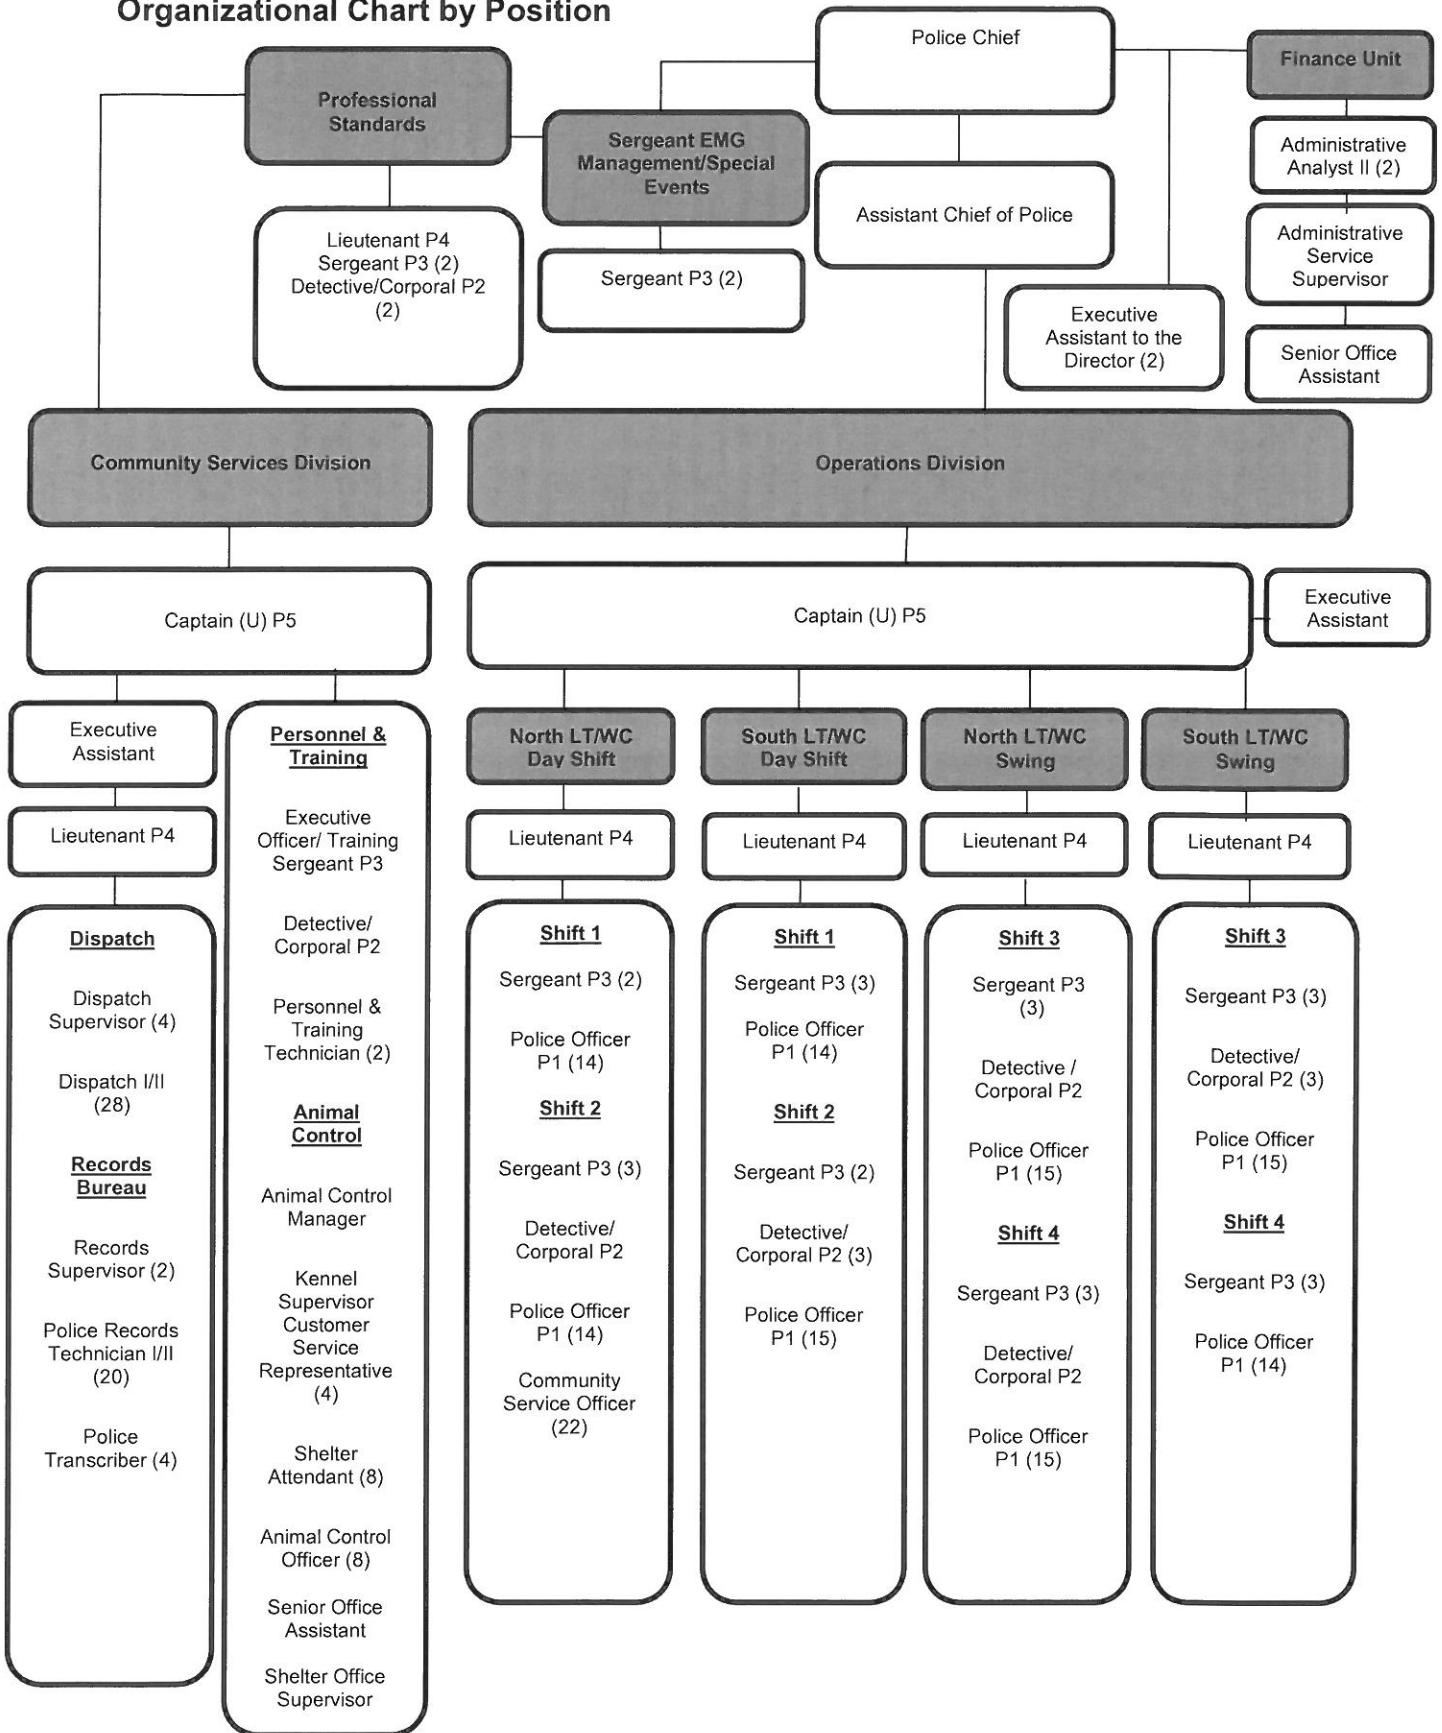 Organizational Chart by Position
Police Chief
Finance Unit
Professional
Standards
Sergeant EMG
Management/Special
Events
Administrative
Analyst II (2)
Assistant Chief of Police
Lieutenant P4
Sergeant P3 (2)
Detective/Corporal P2
(2)
Sergeant P3 (2)
Administrative
Service
Supervisor
Executive
Assistant to the
Director (2)
Senior Office
Assistant
Community Services Division
Operations Division
Captain (U) P5
Captain (U) P5
Executive
Assistant
Executive
Assistant
Lieutenant P4
Dispatch
Dispatch
Supervisor (4)
Dispatch I/II
(28)
Records
Bureau
Records
Supervisor (2)
Police Records
Technician I/II
(20)
Police
Transcriber (4)
Personnel &
Training
Executive
Officer/ Training
Sergeant P3
Detective/
Corporal P2
Personnel &
Training
Technician (2)
Animal
Control
Animal Control
Manager
Kennel
Supervisor
Customer
Service
Representative
(4)
Shelter
Attendant (8)
Animal Control
Officer (8)
Senior Office
Assistant
Shelter Office
Supervisor
North LT/WC
Day Shift
Lieutenant P4
Shift 1
Sergeant P3 (2)
Police Officer
P1 (14)
Shift 2
Sergeant P3 (3)
Detective/
Corporal P2
Police Officer
P1 (14)
Community
Service Officer
(22)
South LT/WC
Day Shift
Lieutenant P4
Shift 1
Sergeant P3 (3)
Police Officer
P1 (14)
Shift 2
Sergeant P3 (2)
Detective/
Corporal P2 (3)
Police Officer
P1 (15)
North LT/WC
Swing
Lieutenant P4
Shift 3
Sergeant P3
(3)
Detective /
Corporal P2
Police Officer
P1 (15)
Shift 4
Sergeant P3 (3)
Detective/
Corporal P2
Police Officer
P1 (15)
South LT/WC
Swing
Lieutenant P4
Shift 3
Sergeant P3 (3)
Detective/
Corporal P2 (3)
Police Officer
P1 (15)
Shift 4
Sergeant P3 (3)
Police Officer
P1 (14)